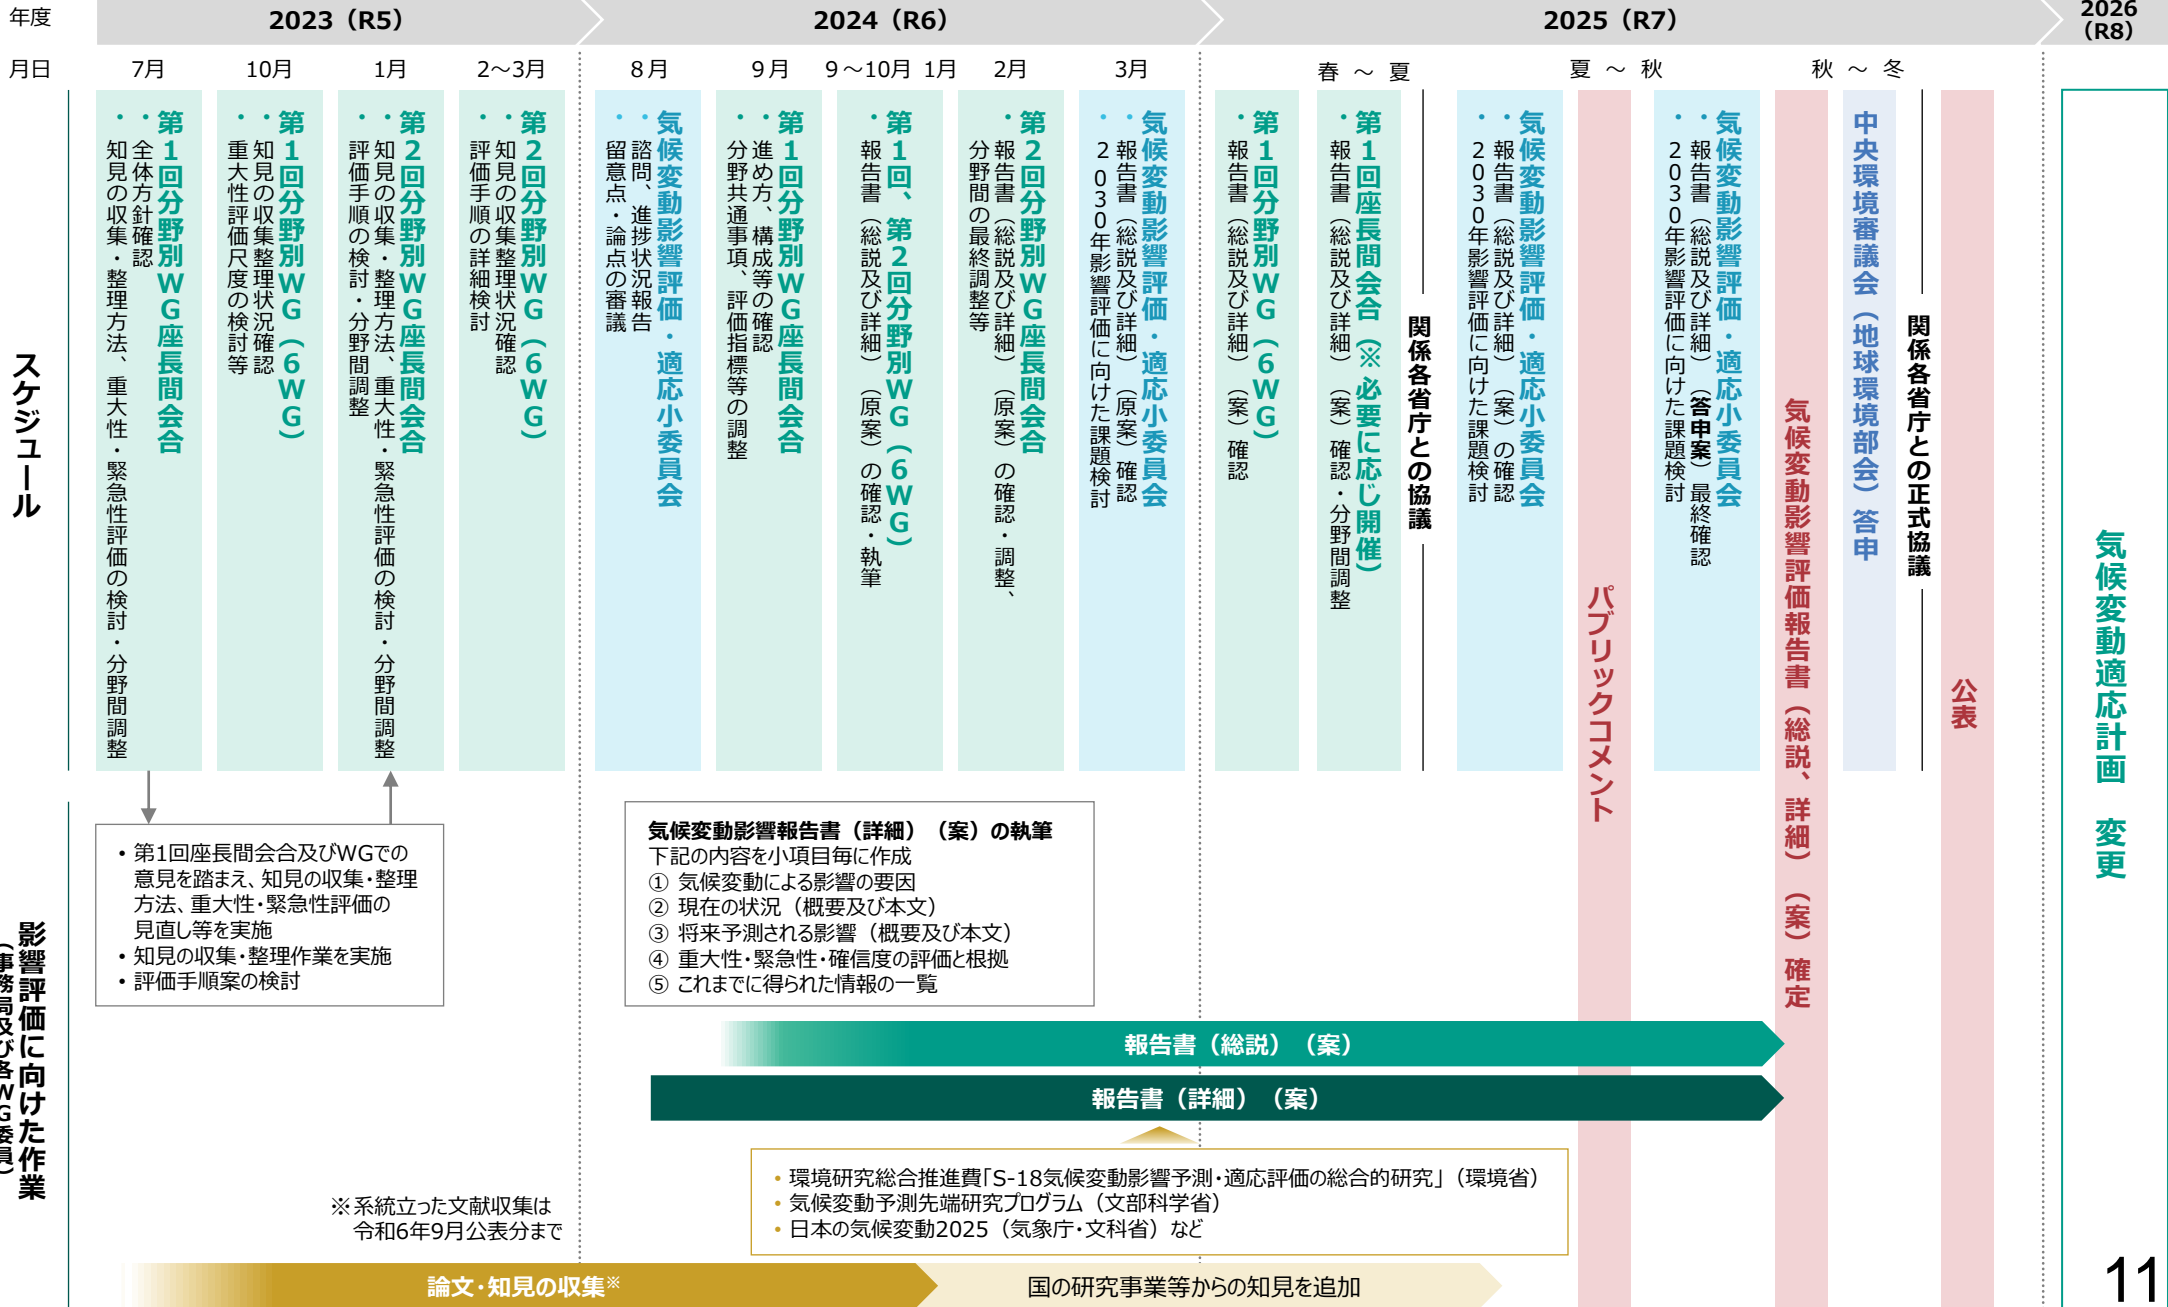 年度
2023（R5）
2024（R6）
2025（R7）
2026
（R8）
月日
7月
10月
1月
2～3月
8月
9月
9～10月
1月
2月
3月
春 ～ 夏
夏 ～ 秋
秋 ～ 冬
スケジュール
第1回分野別WG座長間会合
・全体方針確認
・知見の収集・整理方法、重大性・緊急性評価の検討・分野間調整
第1回分野別WG（6WG）
・知見の収集整理状況確認
・重大性評価尺度の検討等
第2回分野別WG座長間会合
・知見の収集・整理方法、重大性・緊急性評価の検討・分野間調整
・評価手順の検討・分野間調整
第2回分野別WG（6WG）
・知見の収集整理状況確認
・評価手順の詳細検討
気候変動影響評価・適応小委員会
・諮問、進捗状況報告
・留意点・論点の審議
第1回分野別WG座長間会合
・進め方、構成等の確認
・分野共通事項、評価指標等の調整
第1回、第2回分野別WG（6WG）
・報告書（総説及び詳細）（原案）の確認・執筆
第2回分野別WG座長間会合
・報告書（総説及び詳細）（原案）の確認・調整、
分野間の最終調整等
気候変動影響評価・適応小委員会
・報告書（総説及び詳細）（原案）確認
・2030年影響評価に向けた課題検討
第1回分野別WG（6WG）
・報告書（総説及び詳細）（案）確認
第1回座長間会合（※必要に応じ開催）
・報告書（総説及び詳細）（案）確認・分野間調整
関係各省庁との協議
気候変動影響評価・適応小委員会
・報告書（総説及び詳細）（案）の確認
・2030年影響評価に向けた課題検討
パブリックコメント
気候変動影響評価・適応小委員会
・報告書（総説及び詳細）（答申案）最終確認
・2030年影響評価に向けた課題検討
気候変動影響評価報告書（総説、詳細）（案）確定
中央環境審議会（地球環境部会）答申
関係各省庁との正式協議
公表
気候変動適応計画 変更
影響評価に向けた作業
（事務局及び各WG委員）
• 第1回座長間会合及びWGでの
意見を踏まえ、知見の収集・整理
方法、重大性・緊急性評価の
見直し等を実施
• 知見の収集・整理作業を実施
• 評価手順案の検討
気候変動影響報告書（詳細）（案）の執筆
下記の内容を小項目毎に作成
① 気候変動による影響の要因
② 現在の状況（概要及び本文）
③ 将来予測される影響（概要及び本文）
④ 重大性・緊急性・確信度の評価と根拠
⑤ これまでに得られた情報の一覧
報告書（総説）（案）
報告書（詳細）（案）
• 環境研究総合推進費「S-18気候変動影響予測・適応評価の総合的研究」（環境省）
• 気候変動予測先端研究プログラム（文部科学省）
• 日本の気候変動2025（気象庁・文科省）など
※系統立った文献収集は
令和6年9月公表分まで
論文・知見の収集※
国の研究事業等からの知見を追加
11